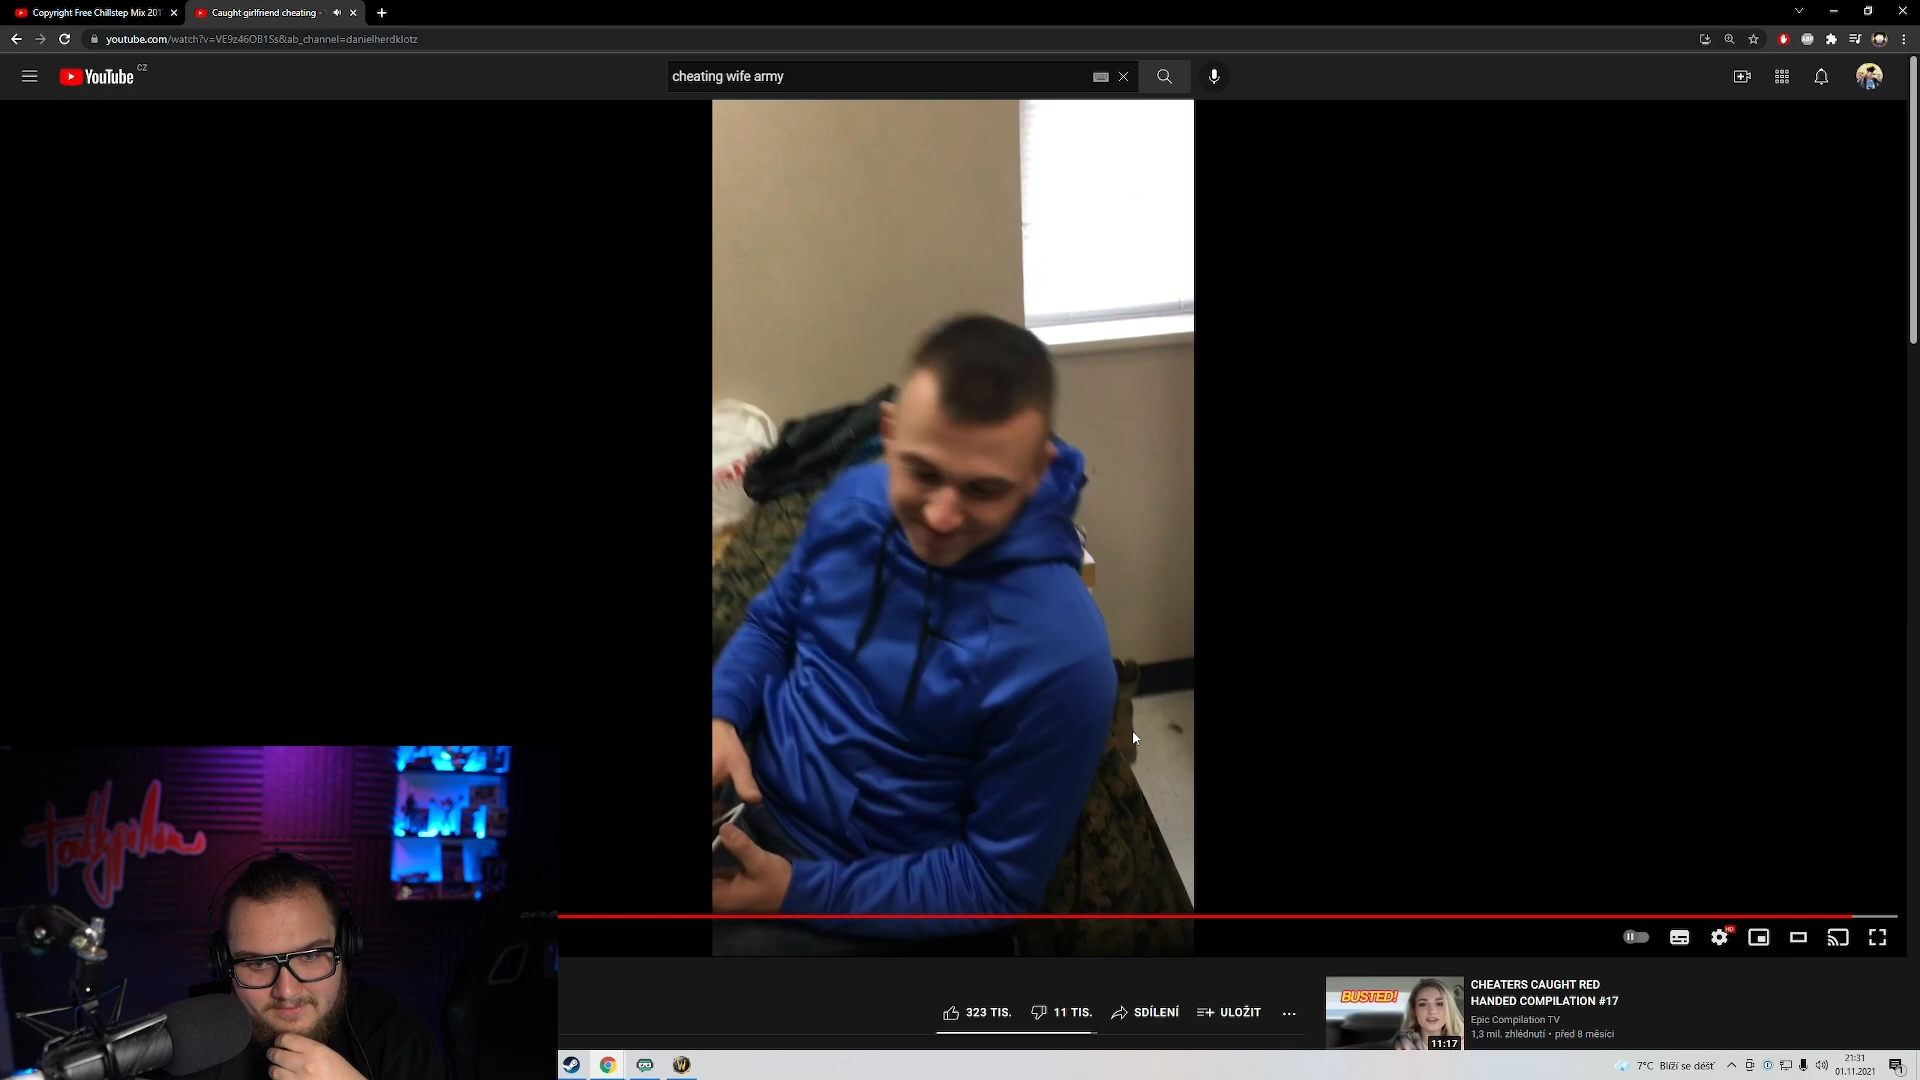 Copyright Free Chillstep Mix 201
Caught girlfriend cheating -
youtube.com/watch?v=VE9z46OB1Ss&ab_channel=danielherdklotz
YouTube CZ
cheating wife army
HD
323 TIS.
11 TIS.
SDÍLENÍ
ULOŽIT
BUSTED!
11:17
CHEATERS CAUGHT RED
HANDED COMPILATION #17
Epic Compilation TV
1,3 mil. zhlédnutí • před 8 měsíci
7°C Blíží se déšť
21:31
01.11.2021